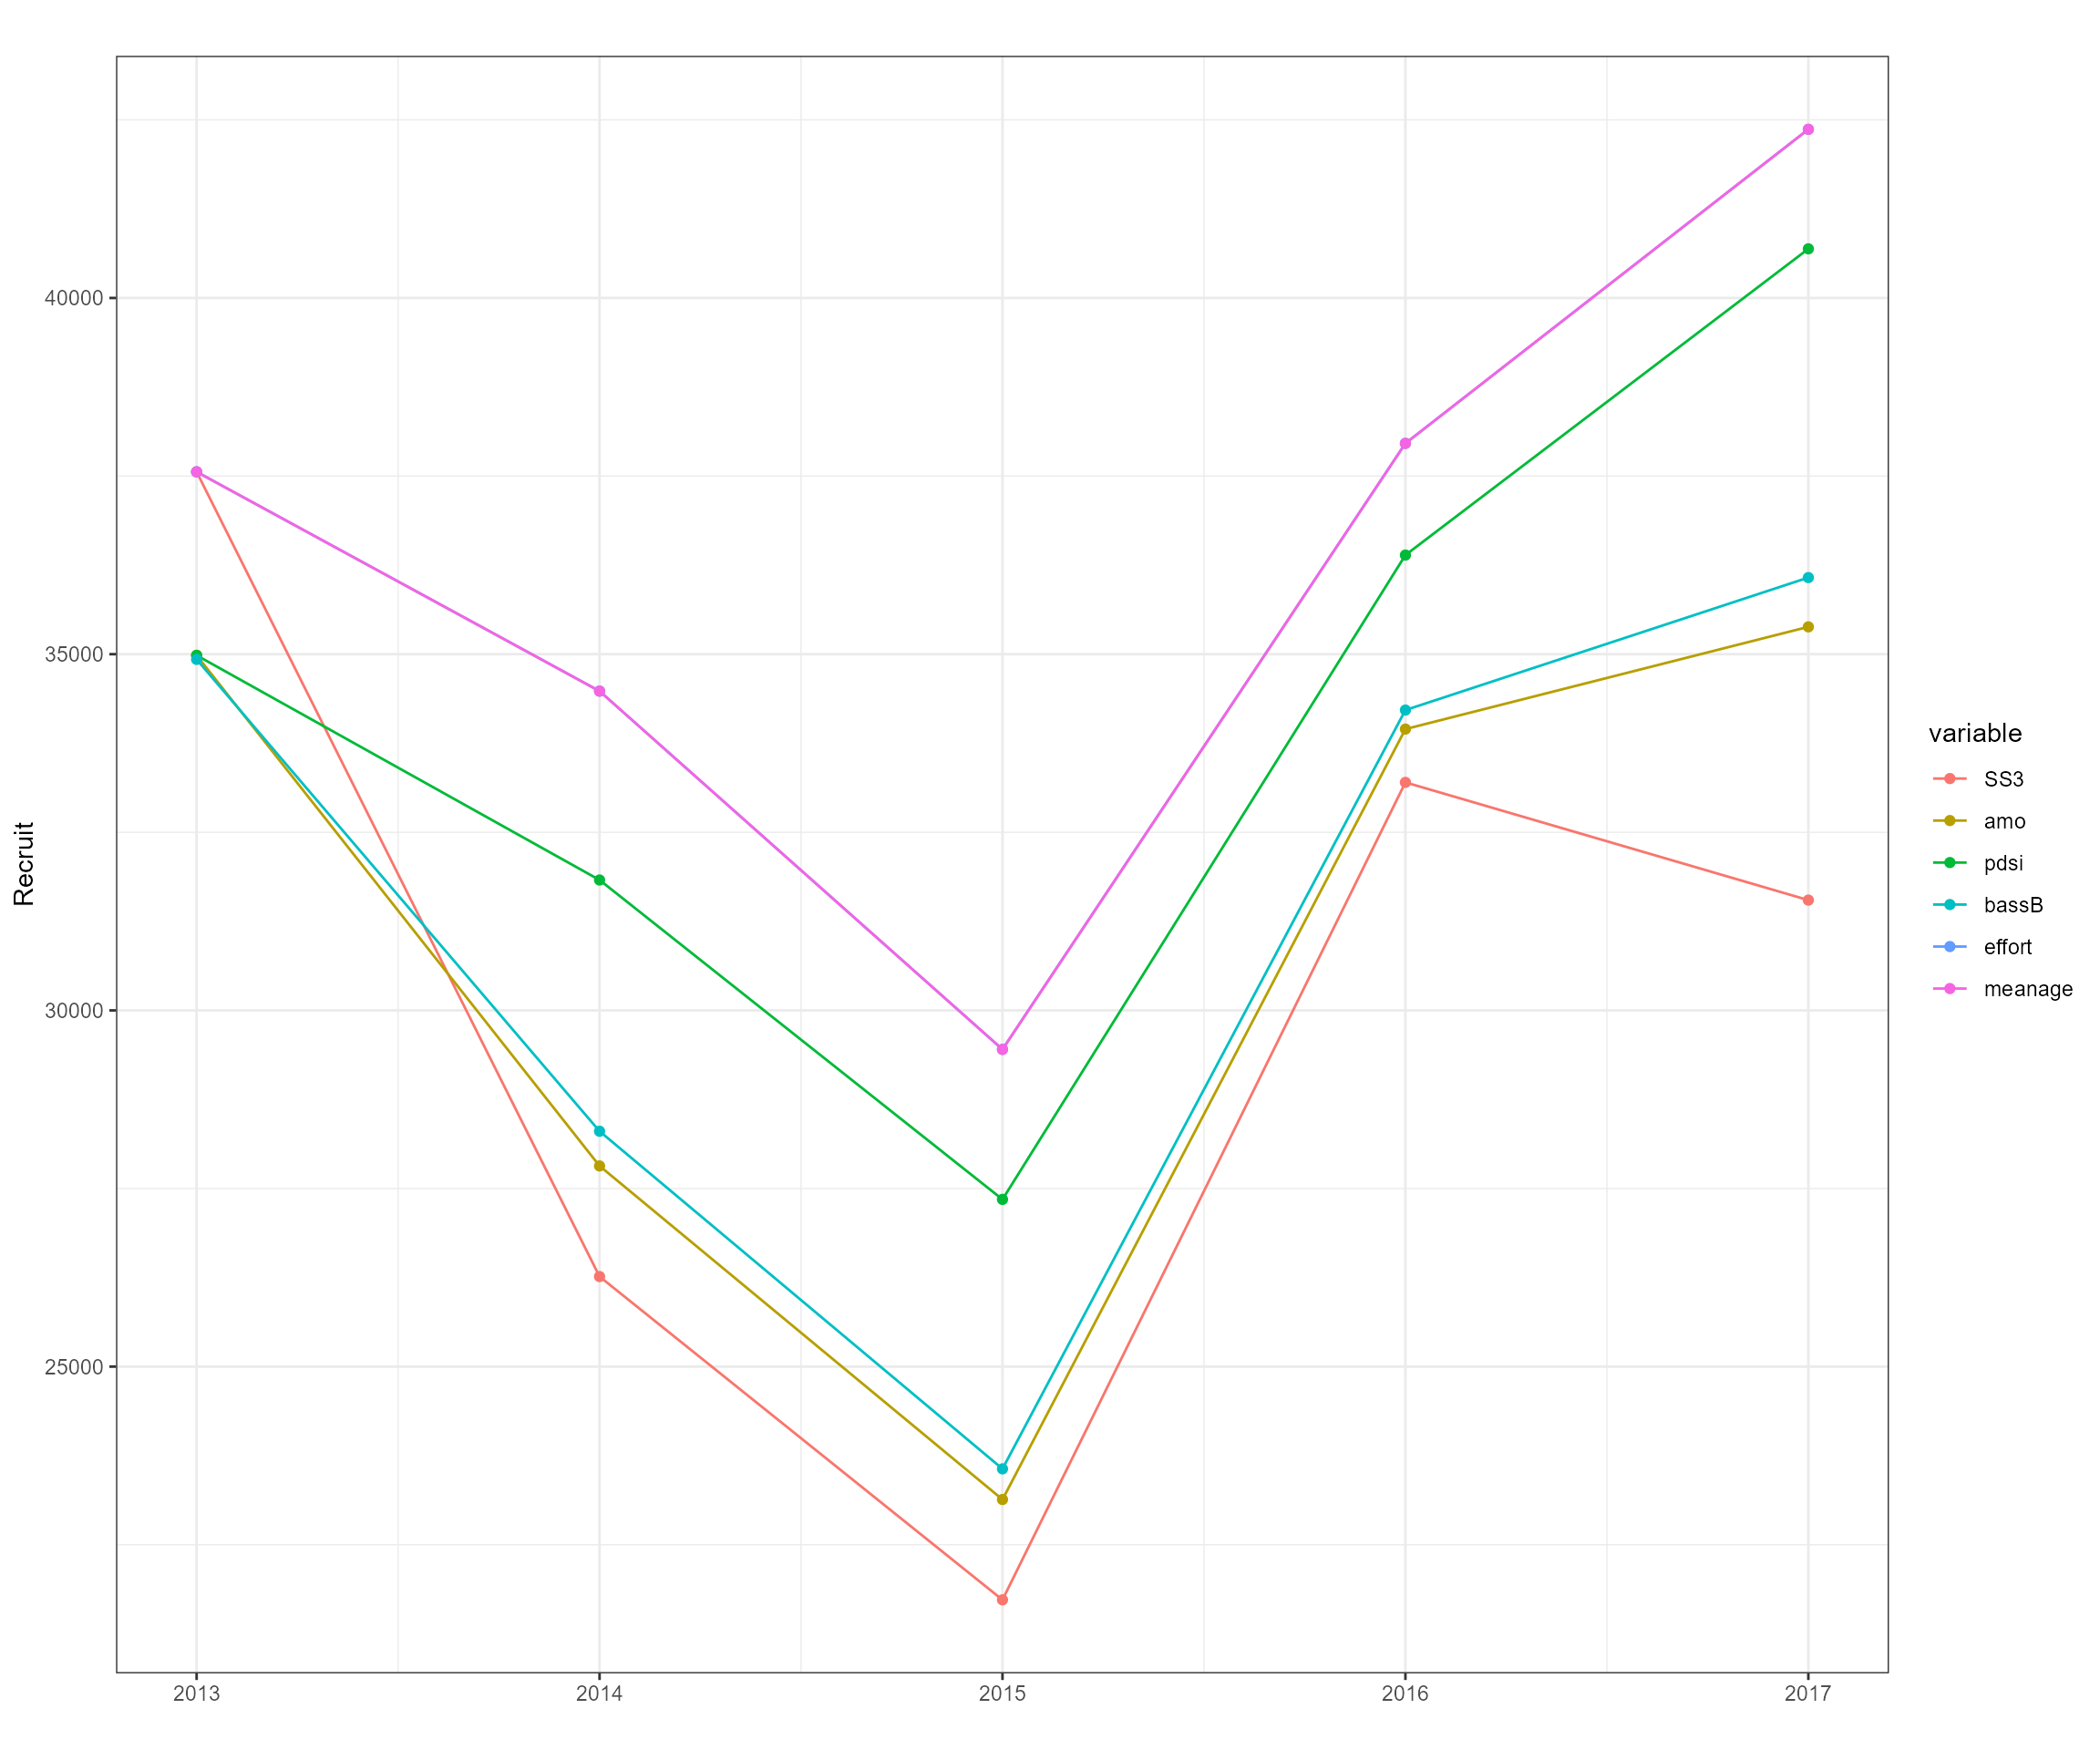 Recruit
40000
35000
30000
25000
2013 2014 2015 2016 2017
variable
SS3
amo
pdsi
bassB
effort
meanage